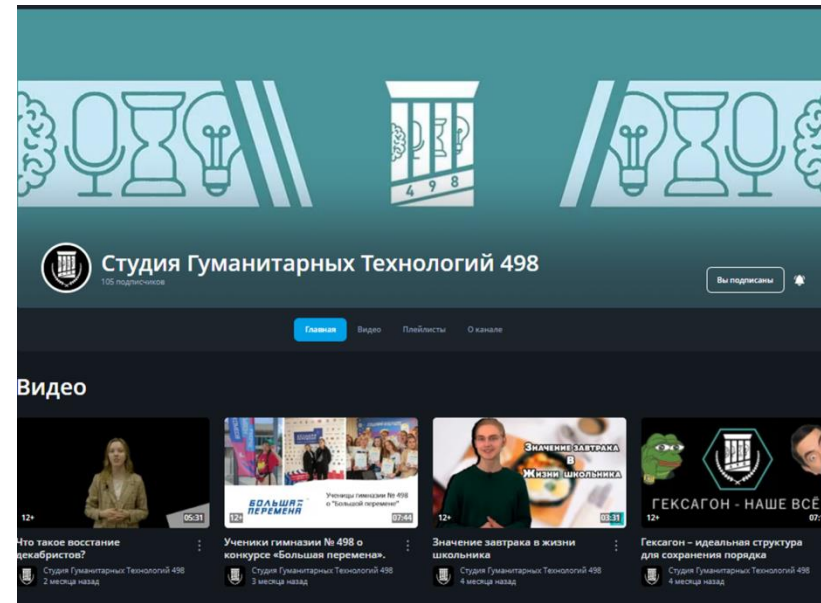 498
Студия Гуманитарных Технологий 498
105 подписчиков
Вы подписаны
Главная Видео Плейлисты О канале
Видео
12+ 05:31
БОЛЬШАЯ ПЕРЕМЕНА
Ученицы гимназии № 498
о "Большой перемене"
12+ 07:44
Значение завтрака
в
Жизни школьника
12+ 03:31
ГЕКСАГОН - НАШЕ ВСЁ
12+ 07:
Что такое восстание
декабристов?
Студия Гуманитарных Технологий 498
2 месяца назад
Ученики гимназии № 498 о
конкурсе «Большая перемена».
Студия Гуманитарных Технологий 498
3 месяца назад
Значение завтрака в жизни
школьника
Студия Гуманитарных Технологий 498
4 месяца назад
Гексагон – идеальная структура
для сохранения порядка
Студия Гуманитарных Технологий 498
4 месяца назад